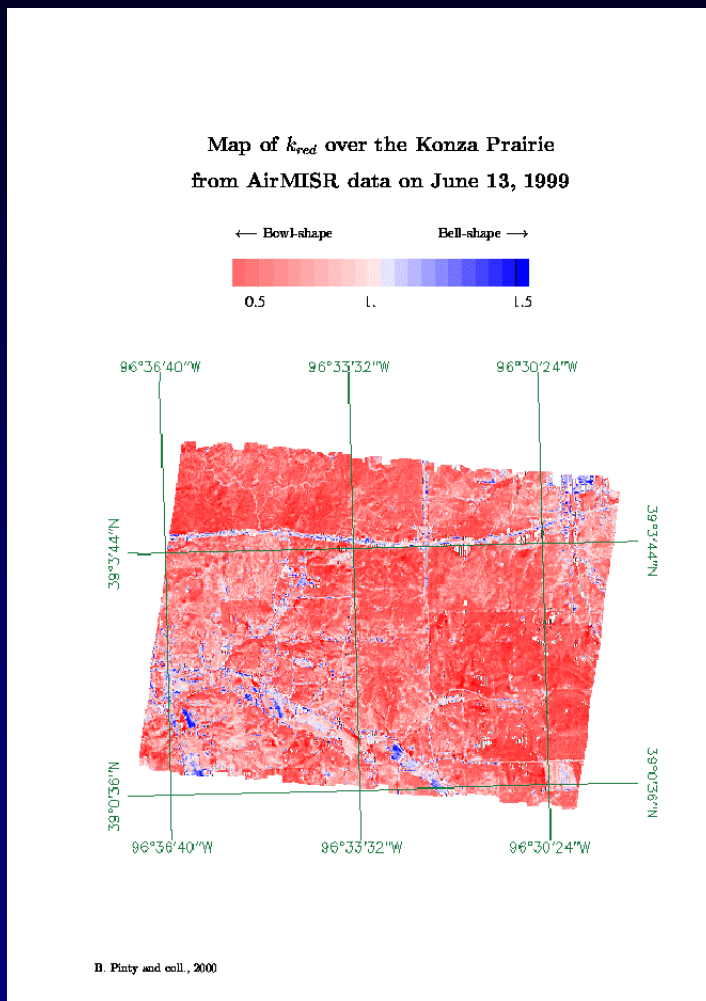 Map of k_red over the Konza Prairie
from AirMISR data on June 13, 1999
← Bowl-shape Bell-shape →
0.5 1. 1.5
96°36'40"W 96°33'32"W 96°30'24"W
39°3'44"N 39°3'44"N
39°0'36"N 39°0'36"N
96°36'40"W 96°33'32"W 96°30'24"W
B. Pinty and coll., 2000